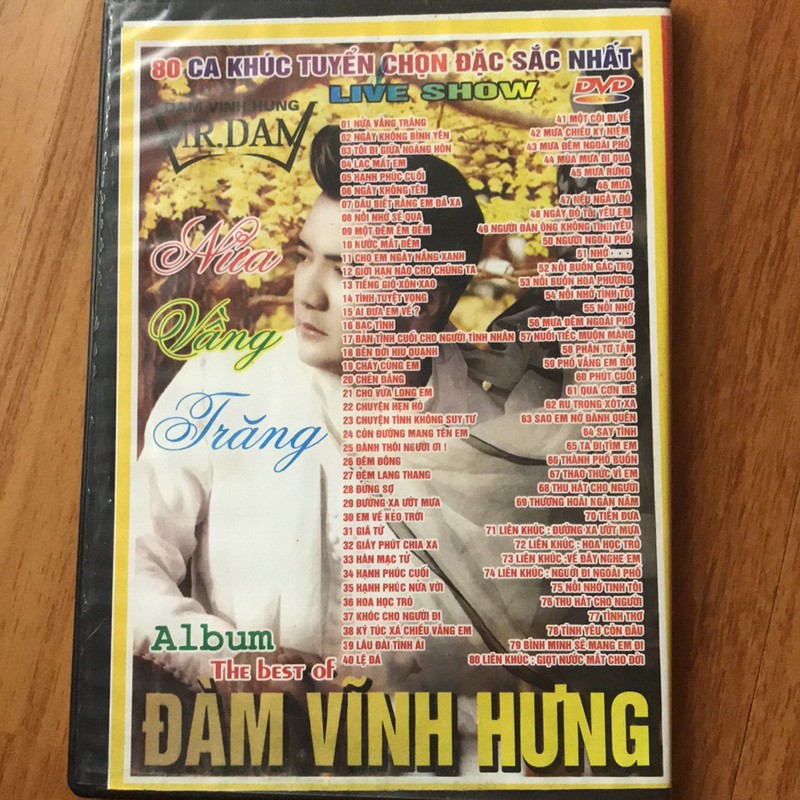 80 CA KHÚC TUYỂN CHỌN ĐẶC SẮC NHẤT
LIVE SHOW
DVD
ĐÀM VĨNH HƯNG
MR.DAM
Nửa
Vầng
Trăng
01 NỬA VẦNG TRĂNG
02 NGÀY KHÔNG BÌNH YÊN
03 TÔI ĐI GIỮA HOÀNG HÔN
04 LẠC MẤT EM
05 HẠNH PHÚC CUỐI
06 NGÀY KHÔNG TÊN
07 DẪU BIẾT RẰNG EM ĐÃ XA
08 NỖI NHỚ SẼ QUA
09 MỘT ĐÊM ÊM ĐỀM
10 NƯỚC MẮT ĐÊM
11 CHO EM NGÀY NẮNG XANH
12 GIỚI HẠN NÀO CHO CHÚNG TA
13 TIẾNG GIÓ XÔN XAO
14 TÌNH TUYỆT VỌNG
15 AI ĐƯA EM VỀ ?
16 BẠC TÌNH
17 BẢN TÌNH CUỐI CHO NGƯỜI TÌNH NHÂN
18 BÊN ĐỜI HIU QUẠNH
19 CHÁY CÙNG EM
20 CHÉN ĐẮNG
21 CHO VỪA LÒNG EM
22 CHUYỆN HẸN HÒ
23 CHUYỆN TÌNH KHÔNG SUY TƯ
24 CON ĐƯỜNG MANG TÊN EM
25 ĐÀNH THÔI NGƯỜI ƠI !
26 ĐÊM ĐÔNG
27 ĐÊM LANG THANG
28 ĐỪNG SỢ
29 ĐƯỜNG XA ƯỚT MƯA
30 EM VỀ KẺO TRỜI
31 GIÃ TỪ
32 GIÂY PHÚT CHIA XA
33 HÀN MẠC TỬ
34 HẠNH PHÚC CUỐI
35 HẠNH PHÚC NỬA VỜI
36 HOA HỌC TRÒ
37 KHÓC CHO NGƯỜI ĐI
38 KÝ TÚC XÁ CHIỀU VẮNG EM
39 LÂU ĐÀI TÌNH ÁI
40 LỆ ĐÁ
41 MỘT CÕI ĐI VỀ
42 MƯA CHIỀU KỶ NIỆM
43 MƯA ĐÊM NGOẠI PHỐ
44 MÙA MƯA ĐI QUA
45 MƯA RỪNG
46 MƯA
47 NẾU NGÀY ĐÓ
48 NGÀY ĐÓ TÔI YÊU EM
49 NGƯỜI ĐÀN ÔNG KHÔNG TÌNH YÊU
50 NGƯỜI NGOÀI PHỐ
51 NHỚ ···
52 NỖI BUỒN GÁC TRỌ
53 NỖI BUỒN HOA PHƯỢNG
54 NỖI NHỚ TÌNH TÔI
55 NỖI NHỚ
56 MƯA ĐÊM NGOẠI PHỐ
57 NUỐI TIẾC MUỘN MÀNG
58 PHẬN TƠ TẰM
59 PHỐ VẮNG EM RỒI
60 PHÚT CUỐI
61 QUA CƠN MÊ
62 RU TRONG XÓT XA
63 SAO EM NỠ ĐÀNH QUÊN
64 SAY TÌNH
65 TA ĐI TÌM EM
66 THÀNH PHỐ BUỒN
67 THAO THỨC VÌ EM
68 THU HÁT CHO NGƯỜI
69 THƯƠNG HOÀI NGÀN NĂM
70 TIỄN ĐƯA
71 LIÊN KHÚC : ĐƯỜNG XA ƯỚT MƯA
72 LIÊN KHÚC : HOA HỌC TRÒ
73 LIÊN KHÚC : VỀ ĐÂY NGHE EM
74 LIÊN KHÚC : NGƯỜI ĐI NGOÀI PHỐ
75 NỖI NHỚ TÌNH TÔI
76 THU HÁT CHO NGƯỜI
77 TÌNH THƠ
78 TÌNH YÊU CÒN ĐÂU
79 BÌNH MINH SẼ MANG EM ĐI
80 LIÊN KHÚC : GIỌT NƯỚC MẮT CHO ĐỜI
Album
The best of
ĐÀM VĨNH HƯNG